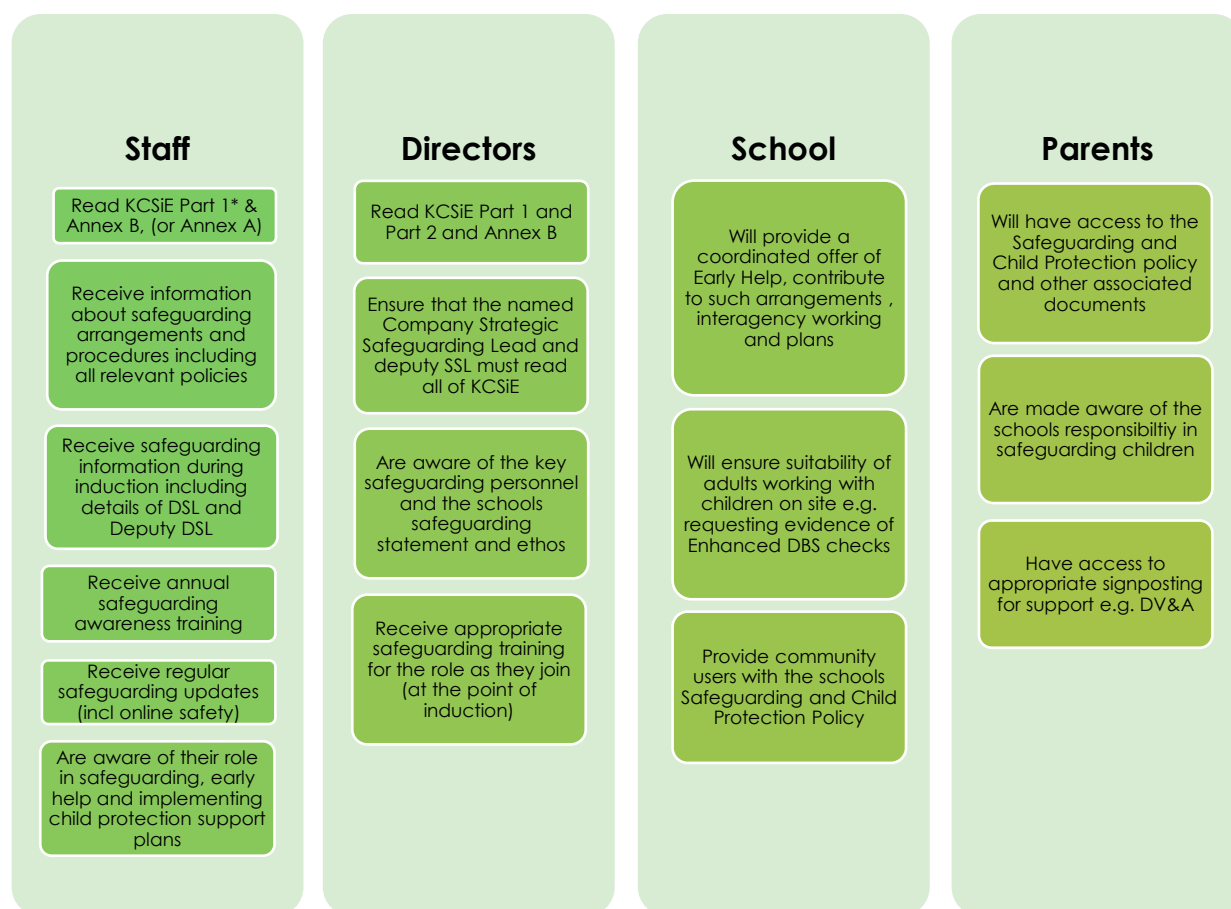 Staff
Read KCSiE Part 1* &
Annex B, (or Annex A)
Receive information
about safeguarding
arrangements and
procedures including
all relevant policies
Receive safeguarding
information during
induction including
details of DSL and
Deputy DSL
Receive annual
safeguarding
awareness training
Receive regular
safeguarding updates
(incl online safety)
Are aware of their role
in safeguarding, early
help and implementing
child protection support
plans
Directors
Read KCSiE Part 1 and
Part 2 and Annex B
Ensure that the named
Company Strategic
Safeguarding Lead and
deputy SSL must read
all of KCSiE
Are aware of the key
safeguarding personnel
and the schools
safeguarding
statement and ethos
Receive appropriate
safeguarding training
for the role as they join
(at the point of
induction)
School
Will provide a
coordinated offer of
Early Help, contribute
to such arrangements ,
interagency working
and plans
Will ensure suitability of
adults working with
children on site e.g.
requesting evidence of
Enhanced DBS checks
Provide community
users with the schools
Safeguarding and Child
Protection Policy
Parents
Will have access to the
Safeguarding and
Child Protection policy
and other associated
documents
Are made aware of the
schools responsibiltiy in
safeguarding children
Have access to
appropriate signposting
for support e.g. DV&A